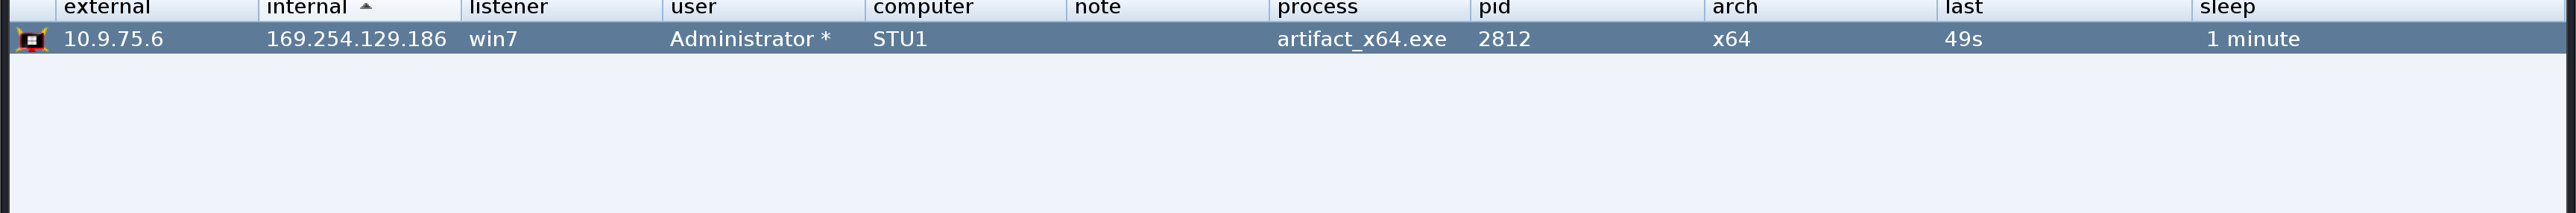 external internal listener user computer note process pid arch last sleep
10.9.75.6 169.254.129.186 win7 Administrator * STU1 artifact_x64.exe 2812 x64 49s 1 minute